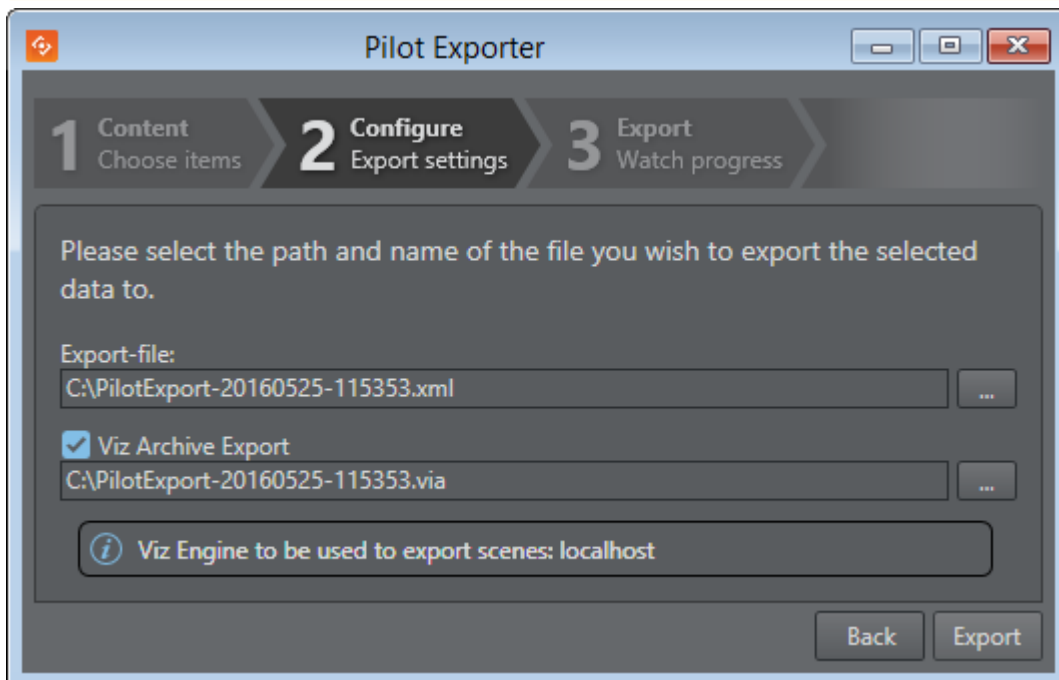 Pilot Exporter
1 Content
Choose items
2 Configure
Export settings
3 Export
Watch progress
Please select the path and name of the file you wish to export the selected
data to.
Export-file:
C:\PilotExport-20160525-115353.xml
...
Viz Archive Export
C:\PilotExport-20160525-115353.via
...
Viz Engine to be used to export scenes: localhost
Back
Export